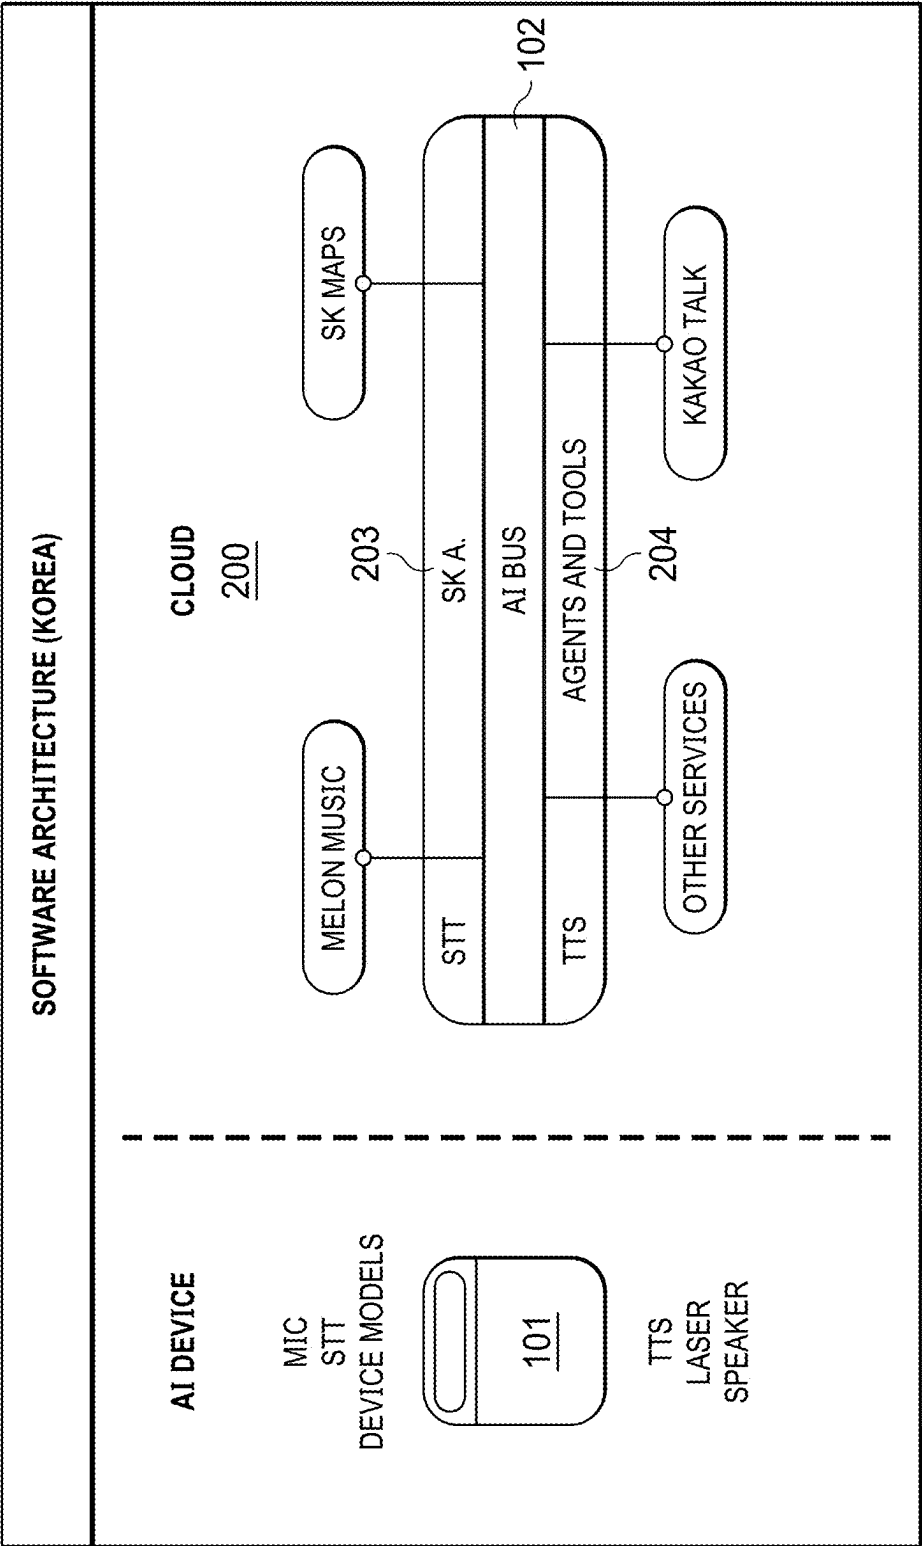 SOFTWARE ARCHITECTURE (KOREA)
AI DEVICE
MIC
STT
DEVICE MODELS
101
TTS
LASER
SPEAKER
CLOUD
200
MELON MUSIC
SK MAPS
203
102
STT
SK A.
AI BUS
TTS
AGENTS AND TOOLS
204
OTHER SERVICES
KAKAO TALK